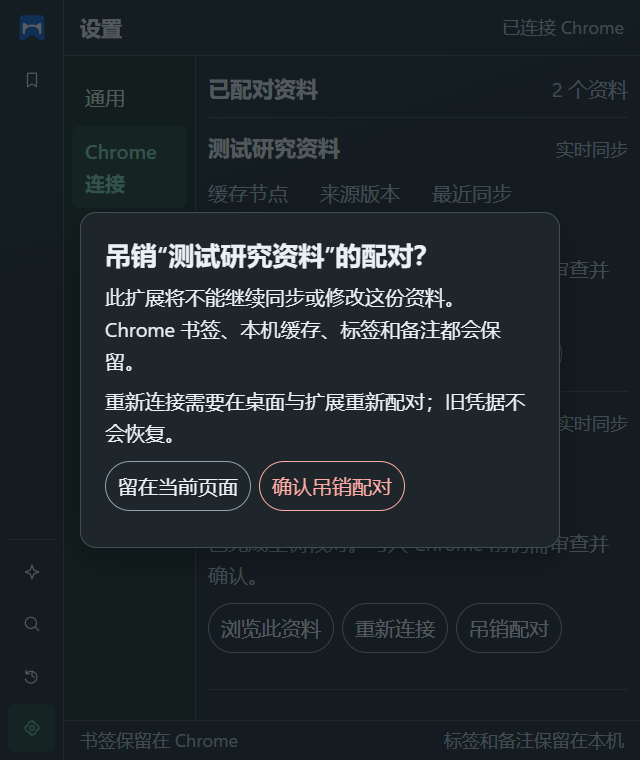 设置
已连接 Chrome
通用
Chrome
连接
已配对资料
2 个资料
测试研究资料
实时同步
缓存节点 来源版本 最近同步
吊销“测试研究资料”的配对?
此扩展将不能继续同步或修改这份资料。
Chrome 书签、本机缓存、标签和备注都会保
留。
重新连接需要在桌面与扩展重新配对；旧凭据不
会恢复。
留在当前页面
确认吊销配对
审查并
实时同步
审查并
确认。
浏览此资料
重新连接
吊销配对
书签保留在 Chrome
标签和备注保留在本机